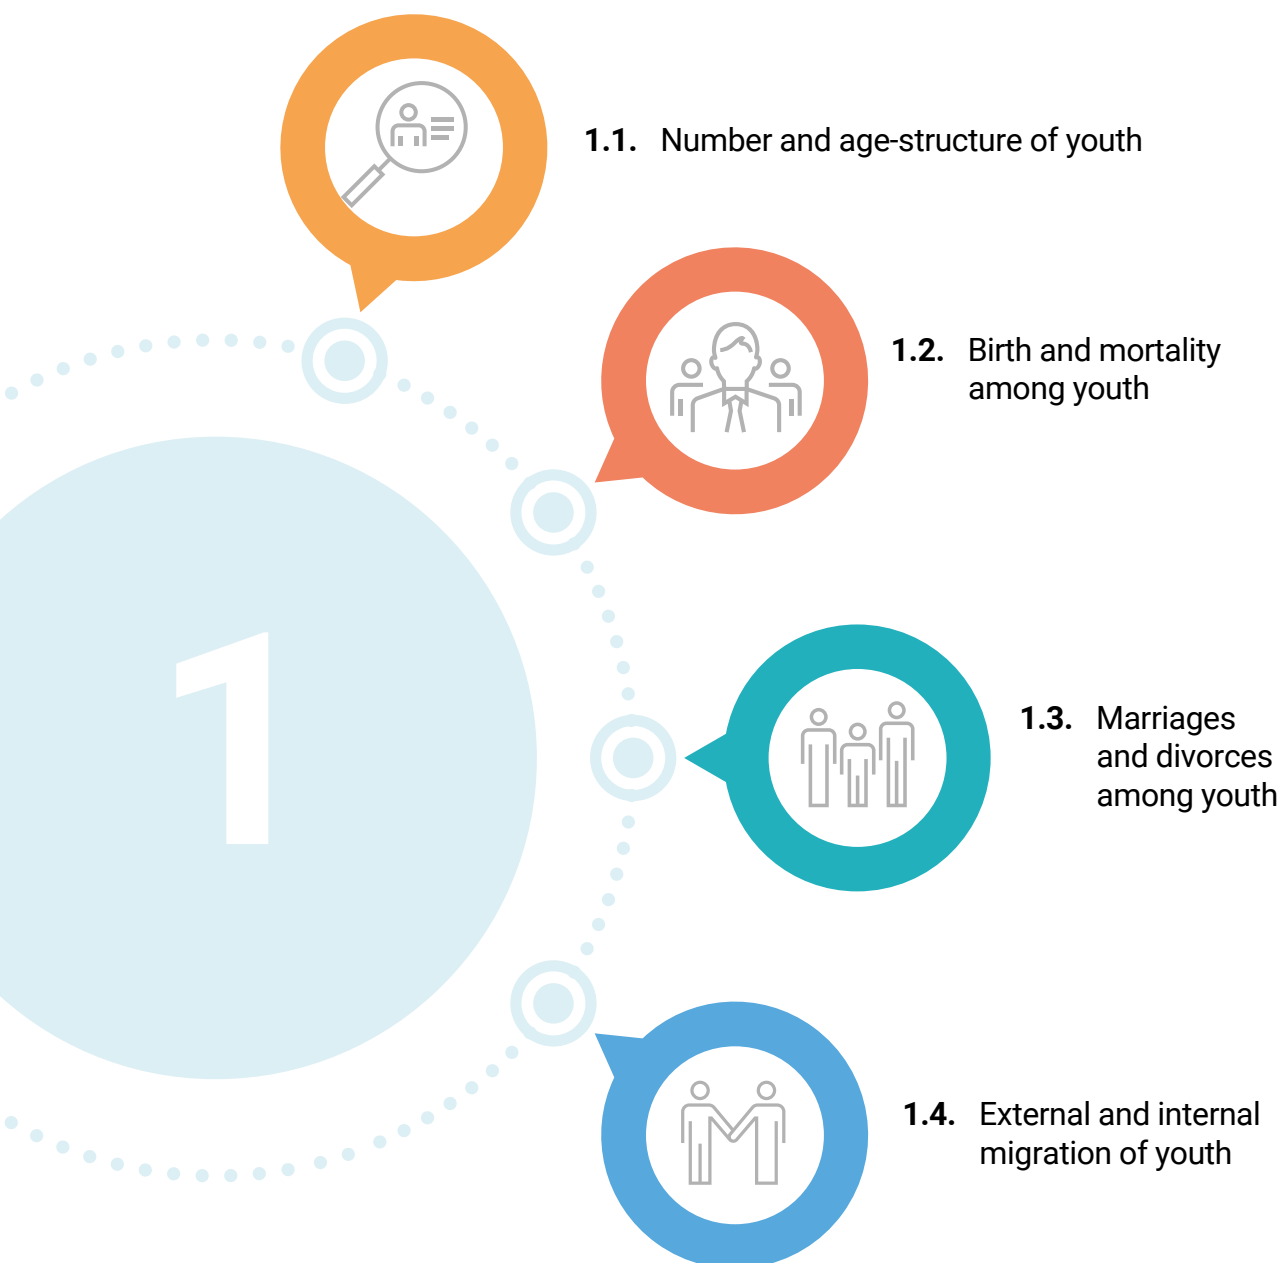 1.1. Number and age-structure of youth
1.2. Birth and mortality
among youth
1
1.3. Marriages
and divorces
among youth
1.4. External and internal
migration of youth